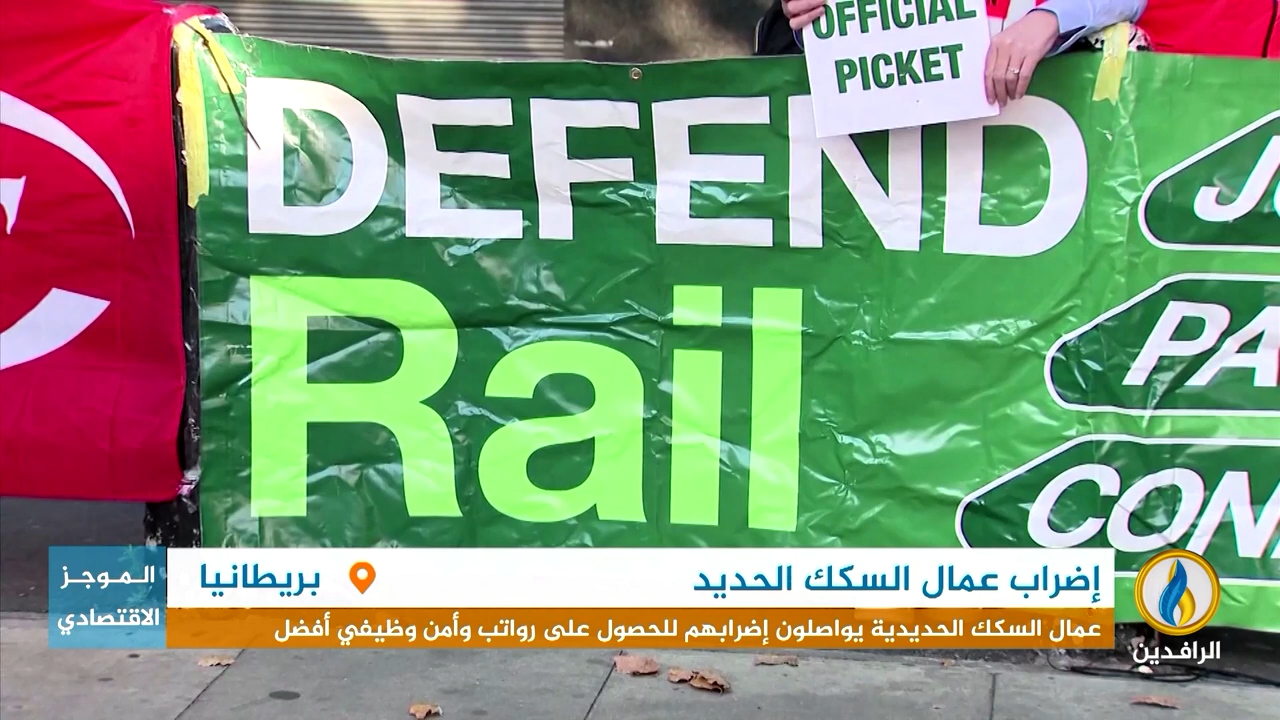 OFFICIAL
PICKET
DEFEND
Rail
PA
CON
إضراب عمال السكك الحديد
بريطانيا
عمال السكك الحديدية يواصلون إضرابهم للحصول على رواتب وأمن وظيفي أفضل
الـمـوجـز
الاقتصادي
الرافدين